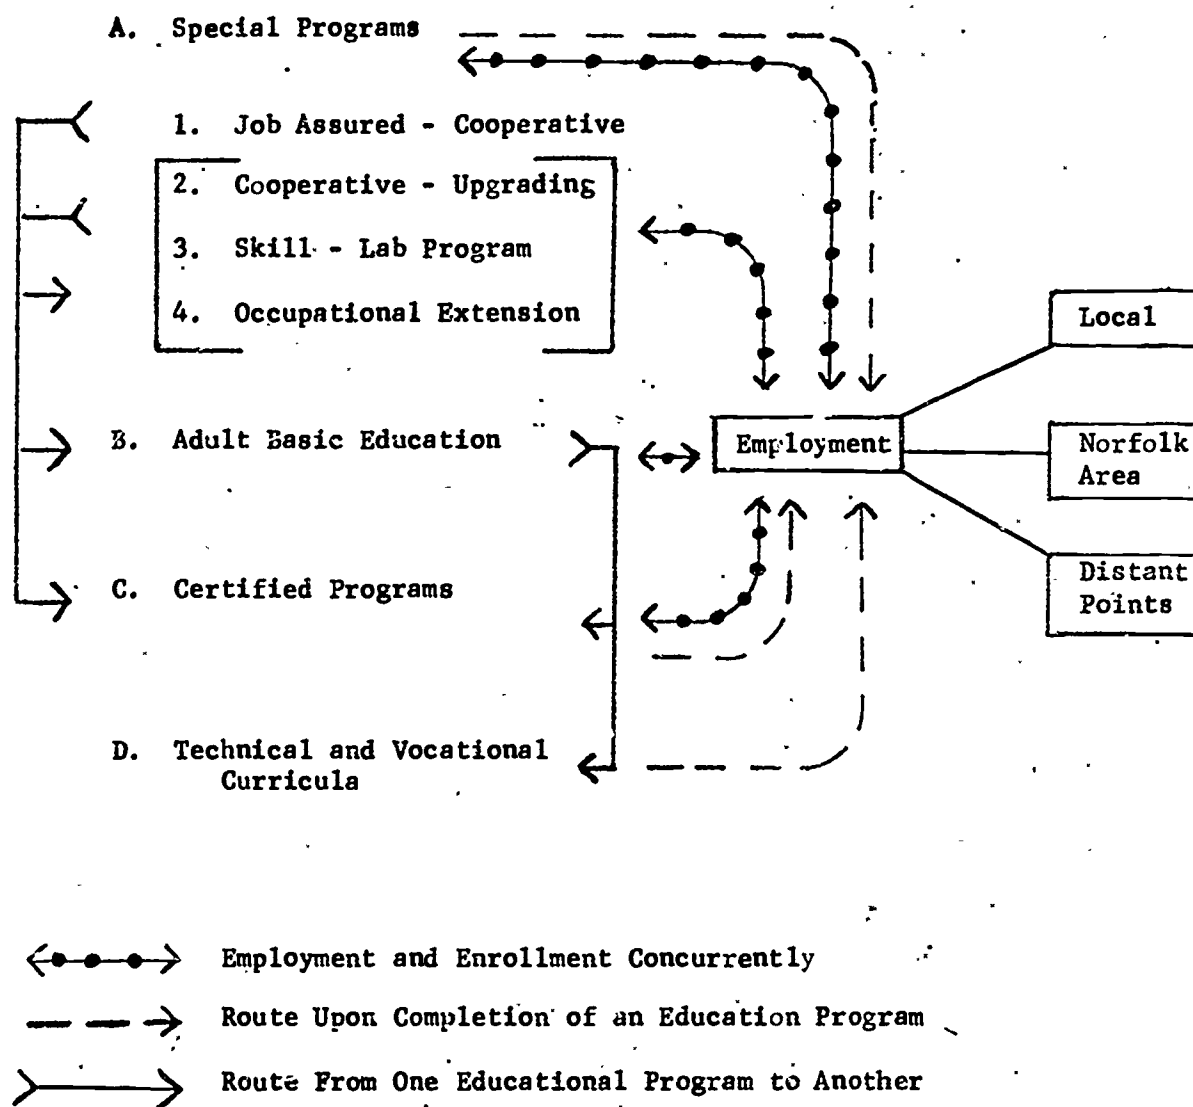 A. Special Programs
1. Job Assured - Cooperative
2. Cooperative - Upgrading
3. Skill - Lab Program
4. Occupational Extension
B. Adult Basic Education
C. Certified Programs
D. Technical and Vocational
Curricula
Employment
Local
Norfolk
Area
Distant
Points
Employment and Enrollment Concurrently
Route Upon Completion of an Education Program
Route From One Educational Program to Another